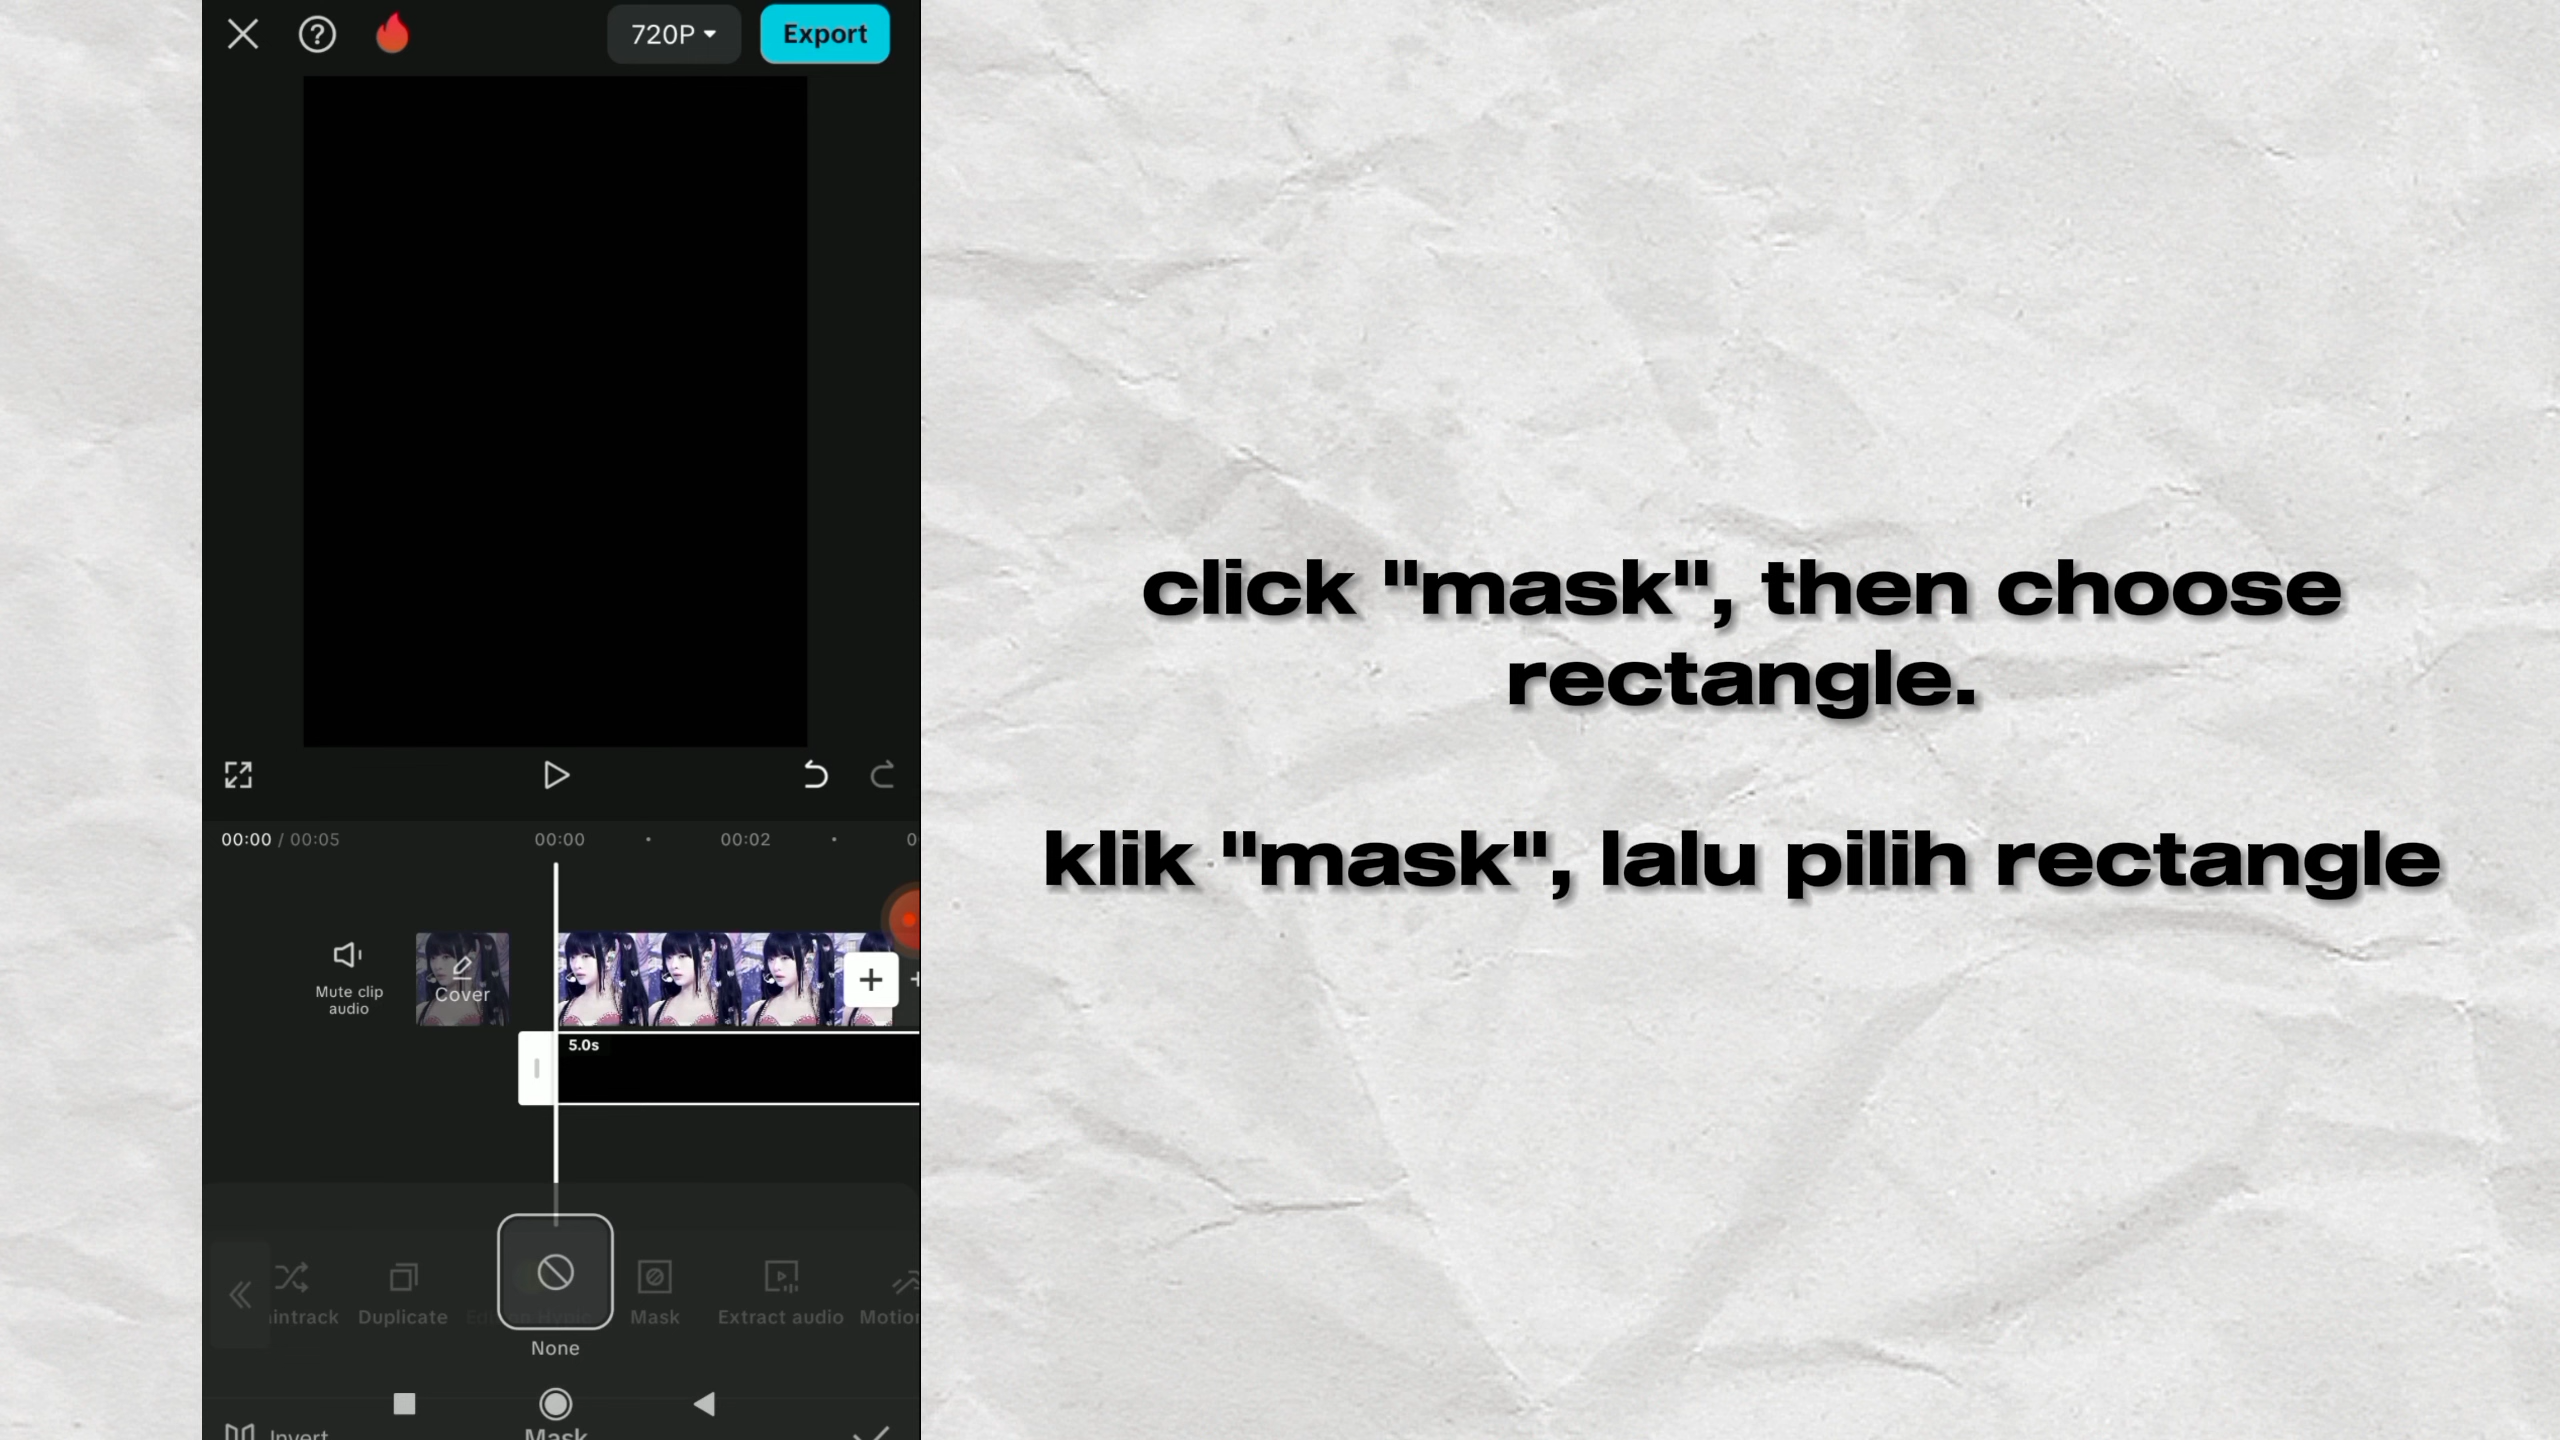 720P
Export
click "mask", then choose
rectangle.
klik "mask", lalu pilih rectangle
00:00 / 00:05
00:00
00:02
Mute clip
audio
Cover
5.0s
Duplicate
Mask
Extract audio
None
Invert
Mask